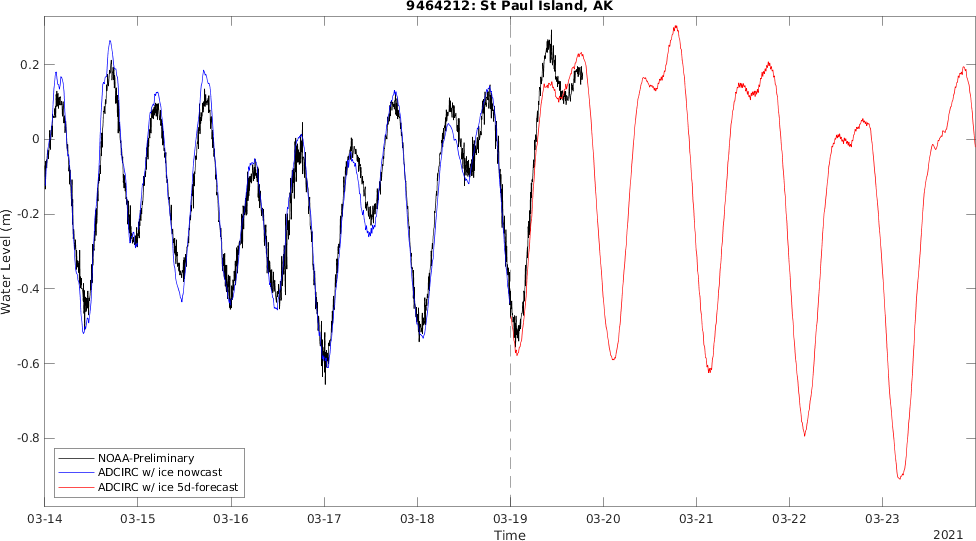 9464212: St Paul Island, AK
Water Level (m)
0.2
0
-0.2
-0.4
-0.6
-0.8
NOAA-Preliminary
ADCIRC w/ ice nowcast
ADCIRC w/ ice 5d-forecast
03-14 03-15 03-16 03-17 03-18 03-19 03-20 03-21 03-22 03-23
Time
2021